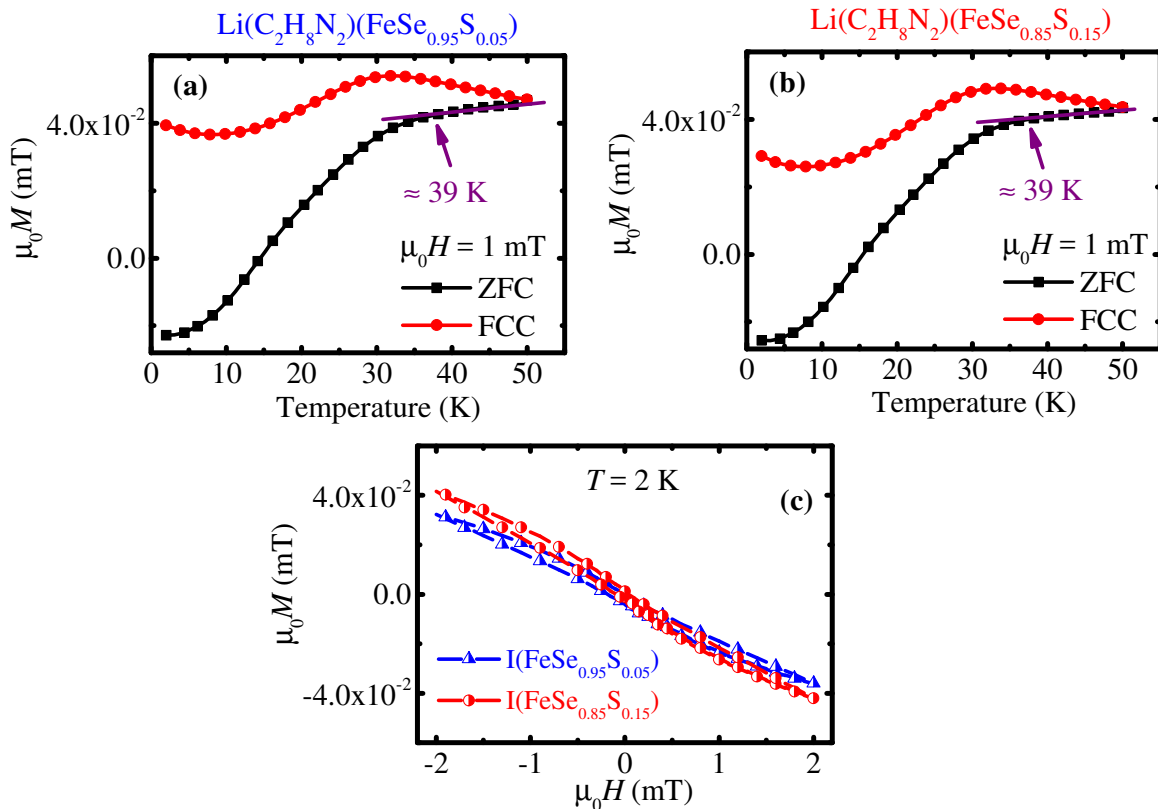 Li(C₂H₈N₂)(FeSe₀.₉₅S₀.₀₅)
(a)
4.0x10⁻²
0.0
μ₀M (mT)
≈ 39 K
μ₀H = 1 mT
ZFC
FCC
0 10 20 30 40 50
Temperature (K)
Li(C₂H₈N₂)(FeSe₀.₈₅S₀.₁₅)
(b)
4.0x10⁻²
0.0
μ₀M (mT)
≈ 39 K
μ₀H = 1 mT
ZFC
FCC
0 10 20 30 40 50
Temperature (K)
T = 2 K
(c)
4.0x10⁻²
0.0
-4.0x10⁻²
μ₀M (mT)
I(FeSe₀.₉₅S₀.₀₅)
I(FeSe₀.₈₅S₀.₁₅)
-2 -1 0 1 2
μ₀H (mT)